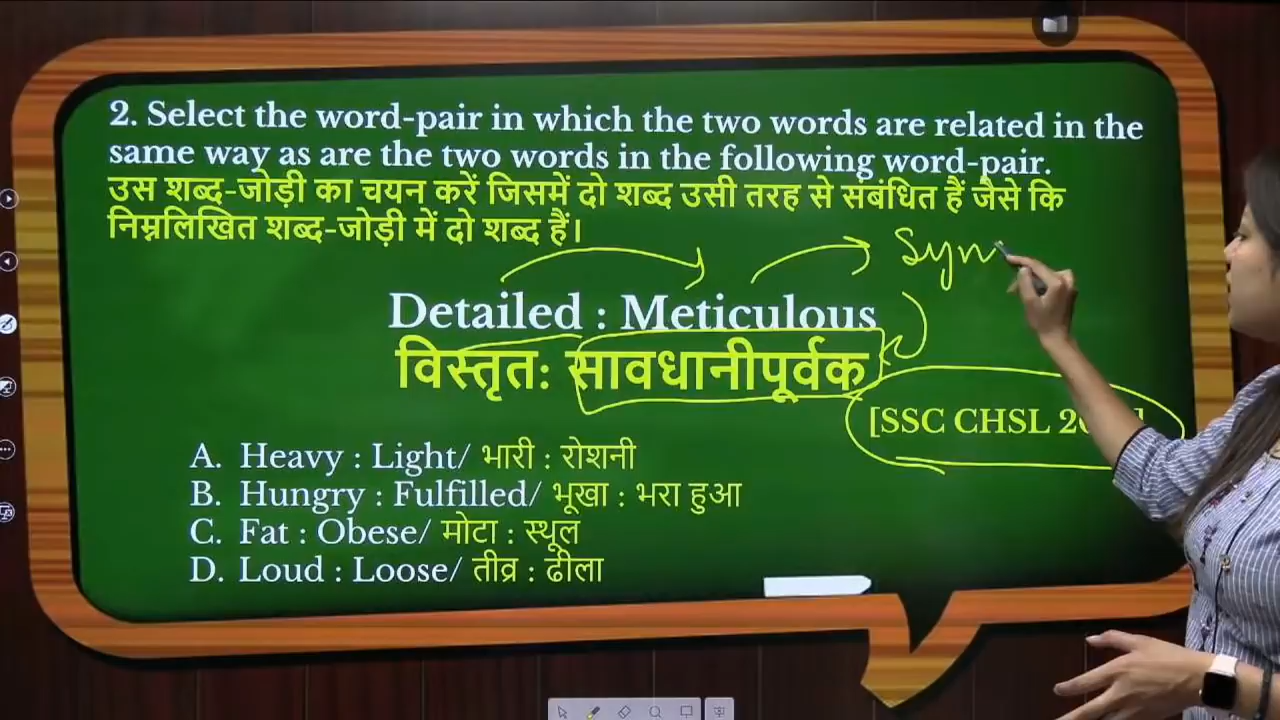 2. Select the word-pair in which the two words are related in the
same way as are the two words in the following word-pair.
उस शब्द-जोड़ी का चयन करें जिसमें दो शब्द उसी तरह से संबंधित हैं जैसे कि
निम्नलिखित शब्द-जोड़ी में दो शब्द हैं।
Syn
Detailed : Meticulous
विस्तृत: सावधानीपूर्वक
[SSC CHSL
A. Heavy : Light/ भारी : रोशनी
B. Hungry : Fulfilled/ भूखा : भरा हुआ
C. Fat : Obese/ मोटा : स्थूल
D. Loud : Loose/ तीव्र : ढीला